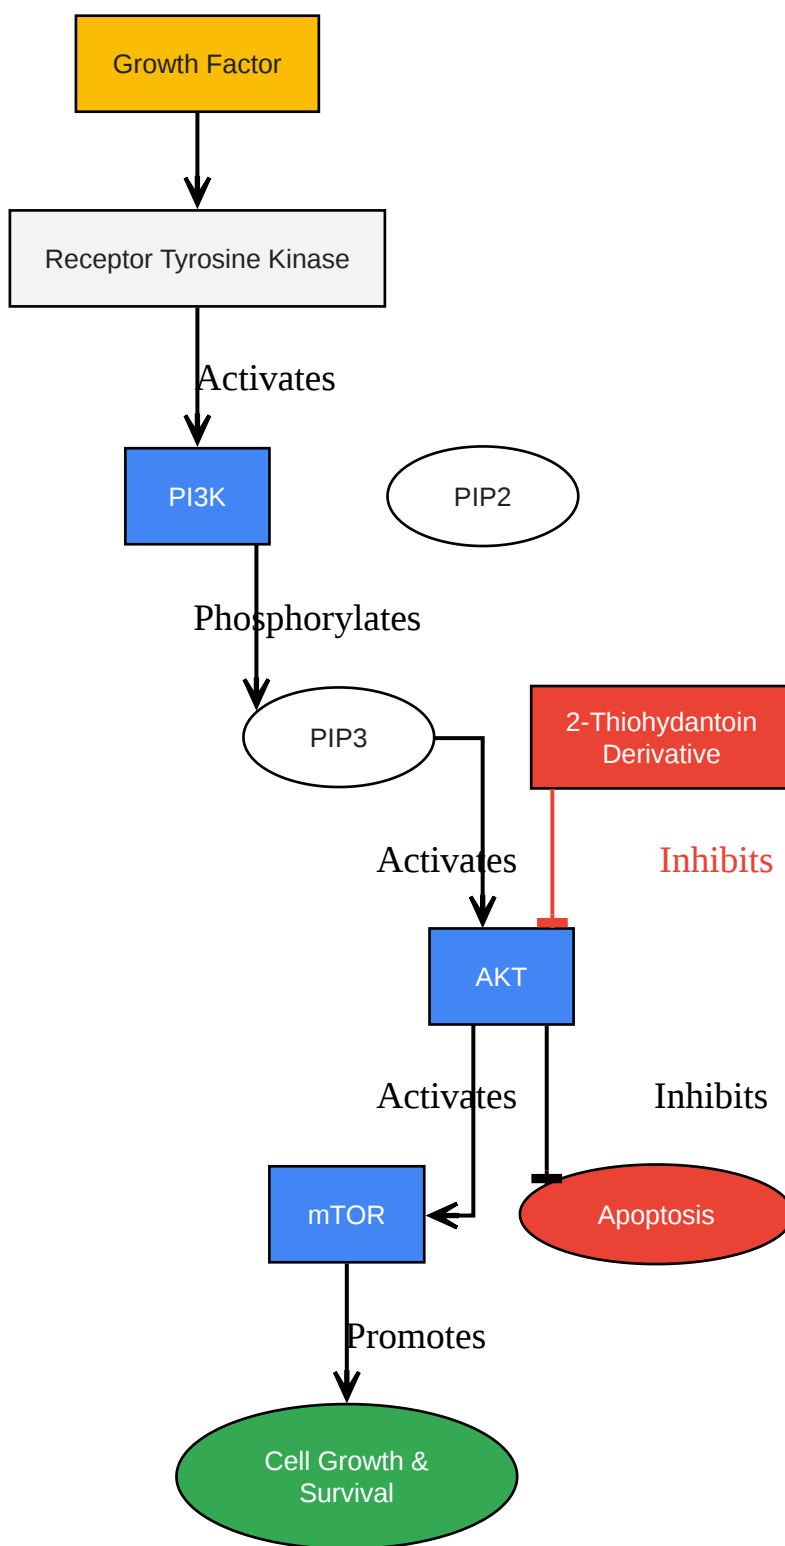 Growth Factor
Receptor Tyrosine Kinase
Activates
PI3K
PIP2
Phosphorylates
PIP3
2-Thiohydantoin
Derivative
Activates
Inhibits
AKT
Activates
Inhibits
mTOR
Apoptosis
Promotes
Cell Growth &
Survival